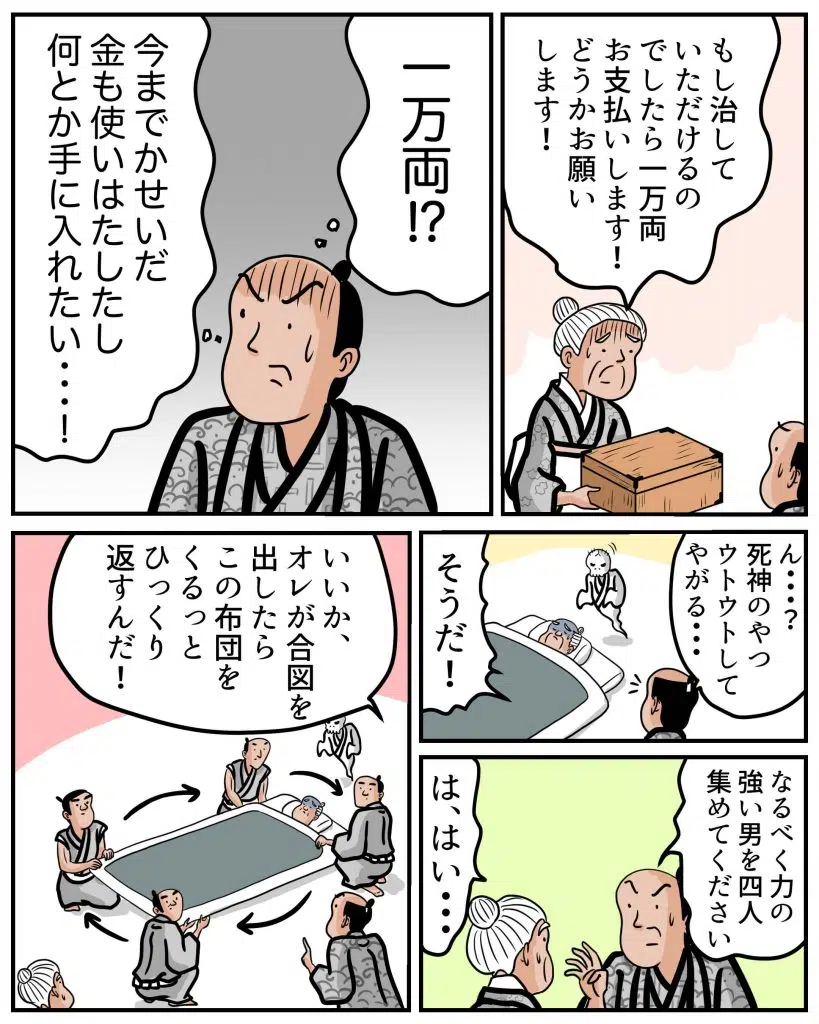 もし治して
いただけるの
でしたら一万両
お支払いします！
どうかお願い
します！
一万両!?
今までかせいだ
金も使いはたしたし
何とか手に入れたい・・・！
ん・・・？
死神のやつ
ウトウトして
やがる・・・
そうだ！
なるべく力の
強い男を四人
集めてください
は、はい・・・
いいか、
オレが合図を
出したら
この布団を
くるっと
ひっくり
返すんだ！